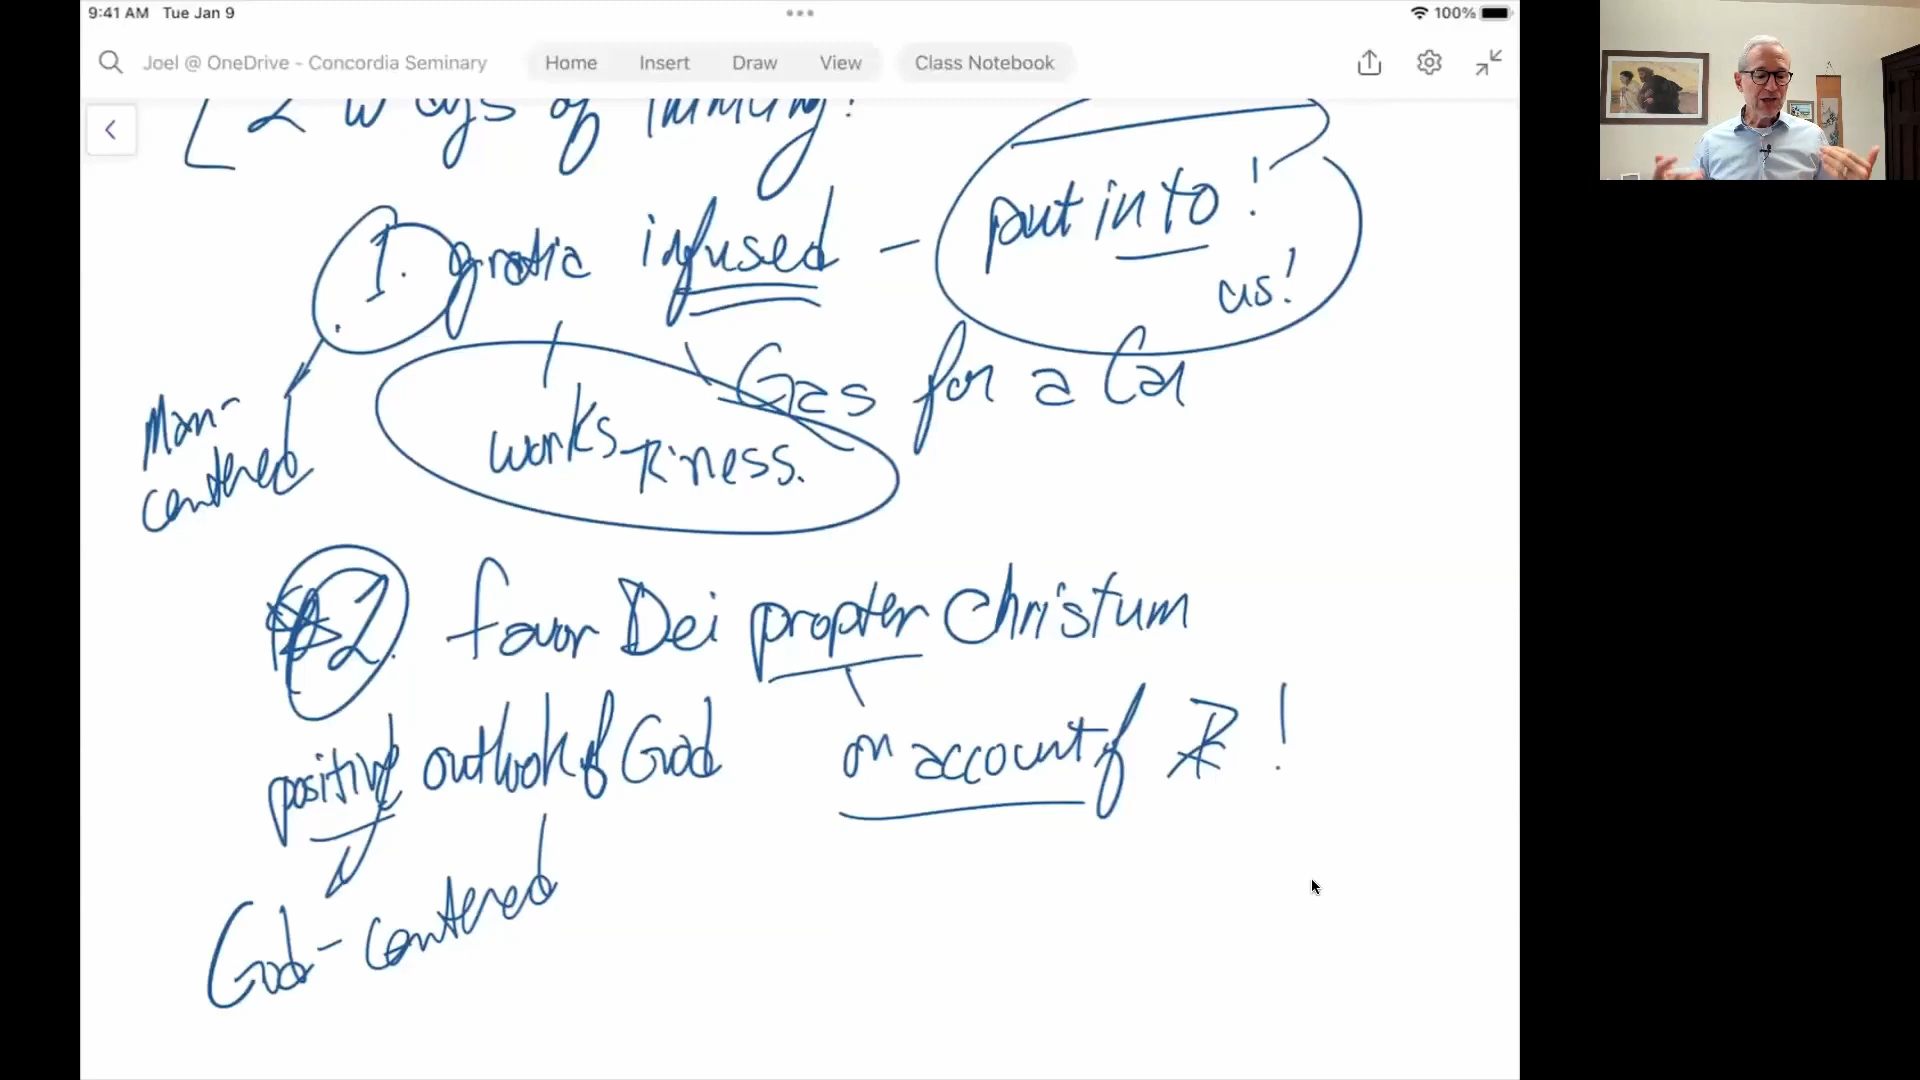 9:41 AM Tue Jan 9
100%
Joel @ OneDrive - Concordia Seminary
Home Insert Draw View Class Notebook
2 ways of thinking!
1. gratia infused - put into!
us!
Gas for a Car
works R'ness.
Man-
centered
2. favor Dei propter Christum
positive outlook of God on account of !
God-centered